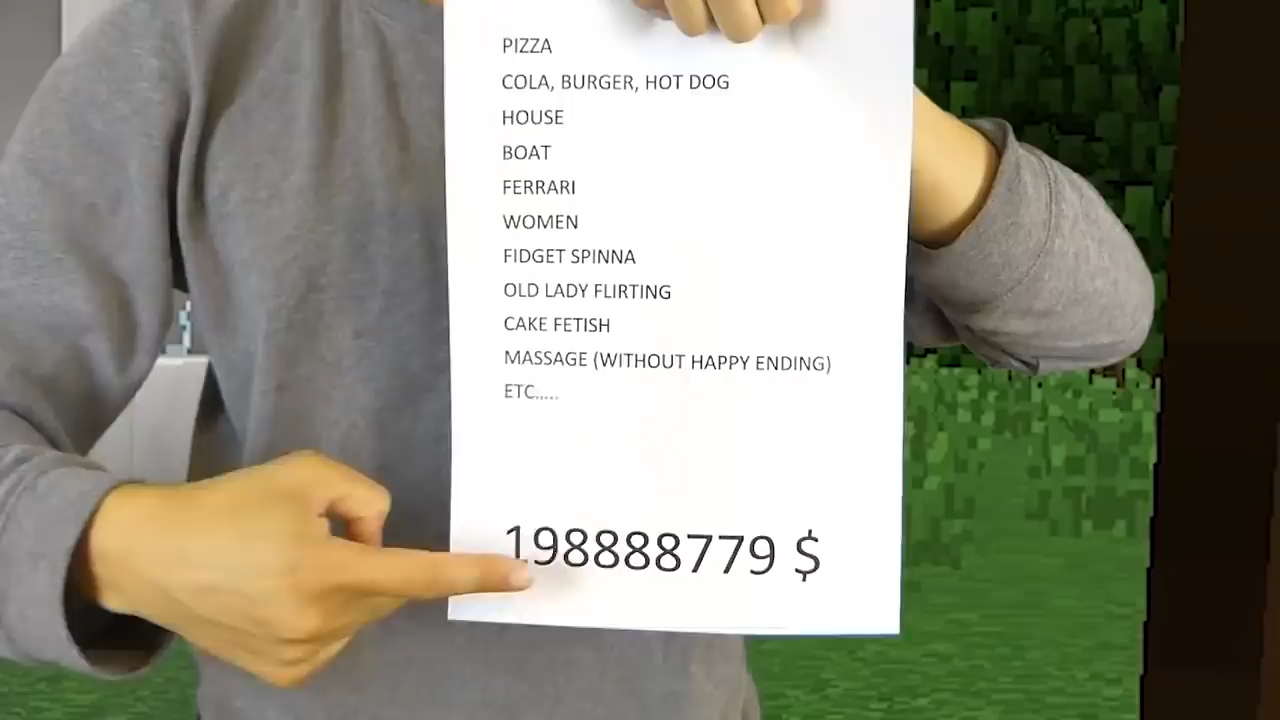 PIZZA
COLA, BURGER, HOT DOG
HOUSE
BOAT
FERRARI
WOMEN
FIDGET SPINNA
OLD LADY FLIRTING
CAKE FETISH
MASSAGE (WITHOUT HAPPY ENDING)
ETC.,...
198888779 $